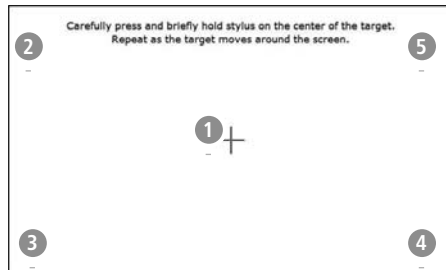 Carefully press and briefly hold stylus on the center of the target.
Repeat as the target moves around the screen.
2
5
1
3
4